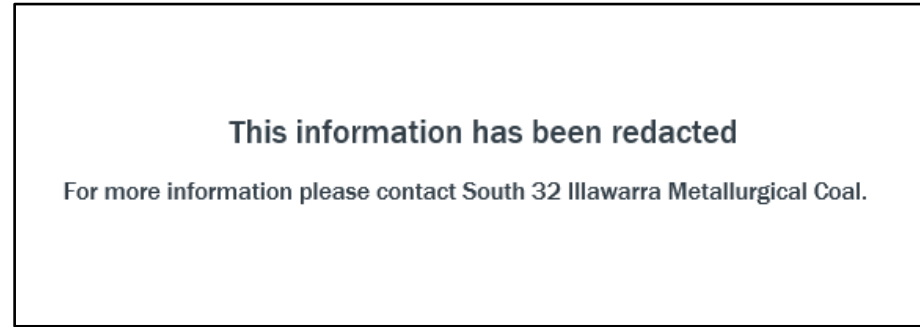 This information has been redacted
For more information please contact South 32 Illawarra Metallurgical Coal.